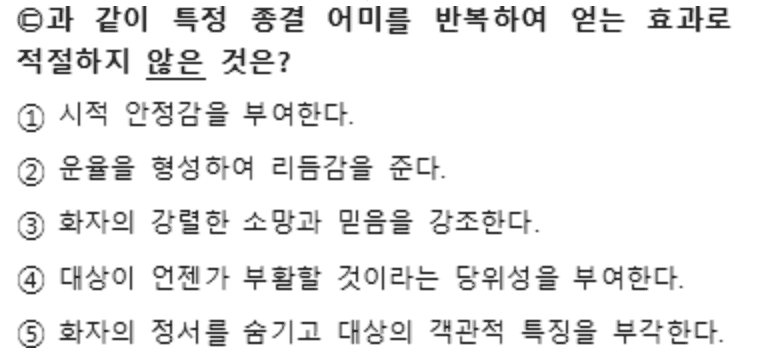 ㉢과 같이 특정 종결 어미를 반복하여 얻는 효과로
적절하지 않은 것은?
① 시적 안정감을 부여한다.
② 운율을 형성하여 리듬감을 준다.
③ 화자의 강렬한 소망과 믿음을 강조한다.
④ 대상이 언젠가 부활할 것이라는 당위성을 부여한다.
⑤ 화자의 정서를 숨기고 대상의 객관적 특징을 부각한다.